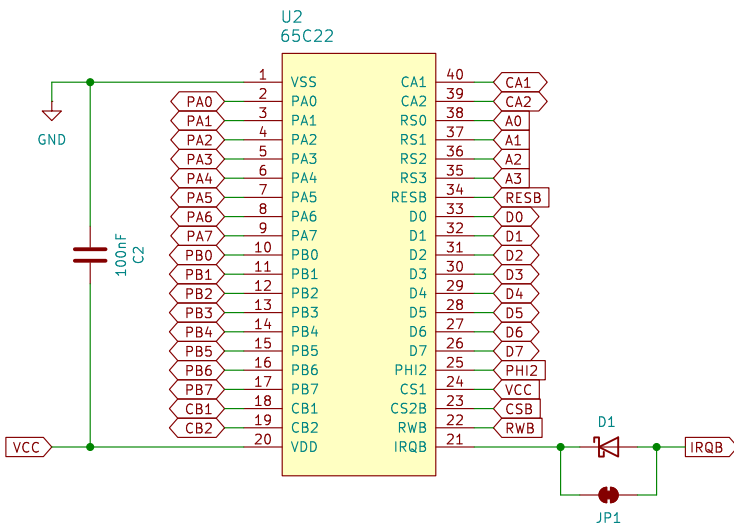 U2
65C22
1 VSS CA1 40 CA1
PA0 2 PA0 CA2 39 CA2
PA1 3 PA1 RS0 38 A0
PA2 4 PA2 RS1 37 A1
PA3 5 PA3 RS2 36 A2
PA4 6 PA4 RS3 35 A3
PA5 7 PA5 RESB 34 RESB
PA6 8 PA6 D0 33 D0
PA7 9 PA7 D1 32 D1
PB0 10 PB0 D2 31 D2
PB1 11 PB1 D3 30 D3
PB2 12 PB2 D4 29 D4
PB3 13 PB3 D5 28 D5
PB4 14 PB4 D6 27 D6
PB5 15 PB5 D7 26 D7
PB6 16 PB6 PHI2 25 PHI2
PB7 17 PB7 CS1 24 VCC
CB1 18 CB1 CS2B 23 CSB
CB2 19 CB2 RWB 22 RWB
VCC 20 VDD IRQB 21 IRQB
GND
100nF
C2
D1
JP1